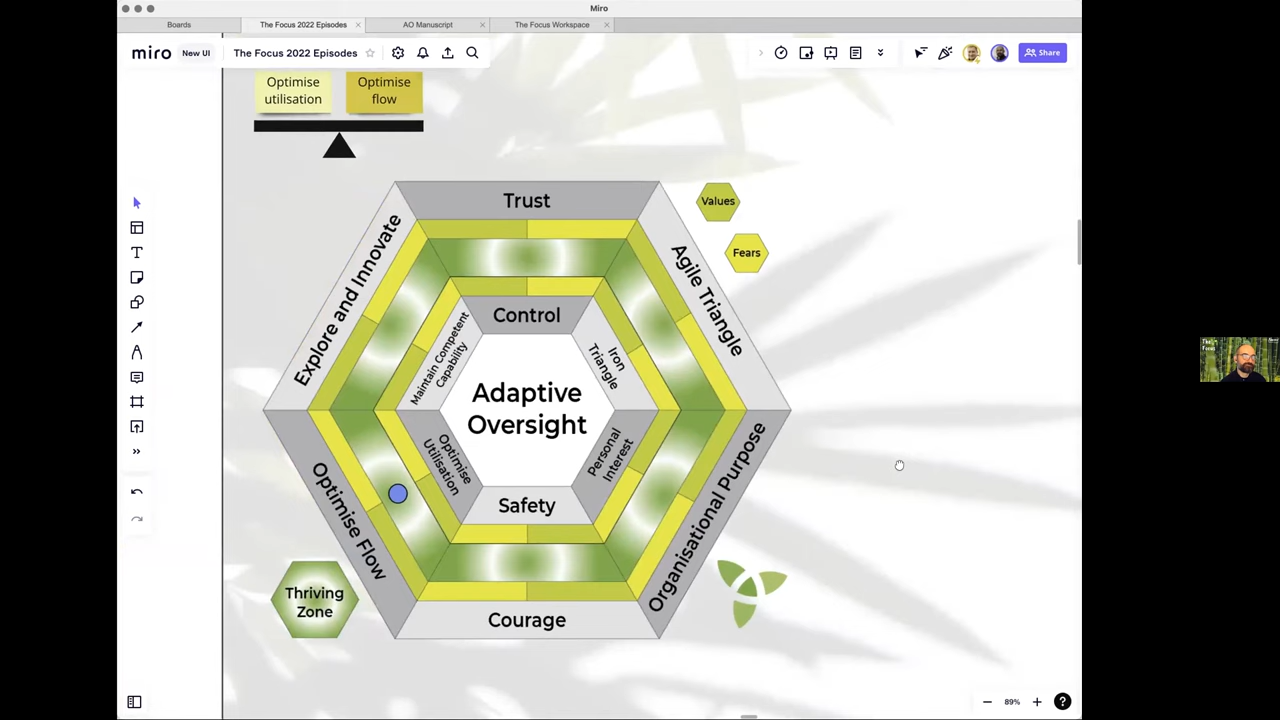 Miro
Boards
The Focus 2022 Episodes
AO Manuscript
The Focus Workspace
miro
New UI
The Focus 2022 Episodes
Share
Optimise
utilisation
Optimise
flow
Trust
Values
Fears
Explore and Innovate
Agile Triangle
Control
Maintain Competent
Capability
Iron
Triangle
Adaptive
Oversight
Optimise
Utilisation
Personal
Interest
Safety
Optimise Flow
Organisational Purpose
Thriving
Zone
Courage
The
Focus
89%
?